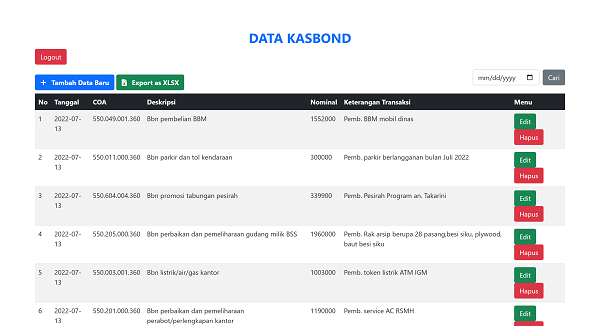 DATA KASBOND
Logout
+ Tambah Data Baru Export as XLSX mm/dd/yyyy Cari
No Tanggal COA Deskripsi Nominal Keterangan Transaksi Menu
1 2022-07-13 550.049.001.360 Bbn pembelian BBM 1552000 Pemb. BBM mobil dinas Edit
Hapus
2 2022-07-13 550.011.000.360 Bbn parkir dan tol kendaraan 300000 Pemb. parkir berlangganan bulan Juli 2022 Edit
Hapus
3 2022-07-13 550.604.004.360 Bbn promosi tabungan pesirah 339900 Pemb. Pesirah Program an. Takarini Edit
Hapus
4 2022-07-13 550.205.000.360 Bbn perbaikan dan pemeliharaan gudang milik BSS 1960000 Pemb. Rak arsip berupa 28 pasang,besi siku, plywood, baut besi siku Edit
Hapus
5 2022-07-13 550.003.001.360 Bbn listrik/air/gas kantor 1003000 Pemb. token listrik ATM IGM Edit
Hapus
6 2022-07-13 550.201.000.360 Bbn perbaikan dan pemeliharaan perabot/perlengkapan kantor 1190000 Pemb. service AC RSMH Edit